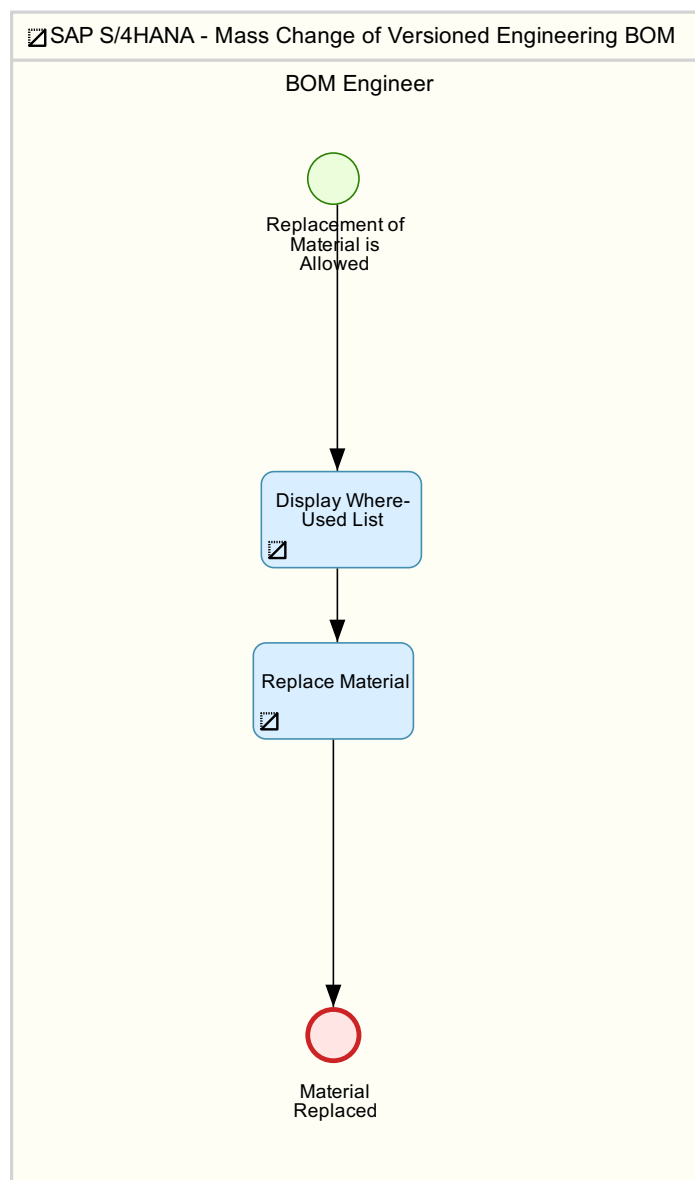 SAP S/4HANA - Mass Change of Versioned Engineering BOM
BOM Engineer
Replacement of
Material is
Allowed
Display Where-
Used List
Replace Material
Material
Replaced